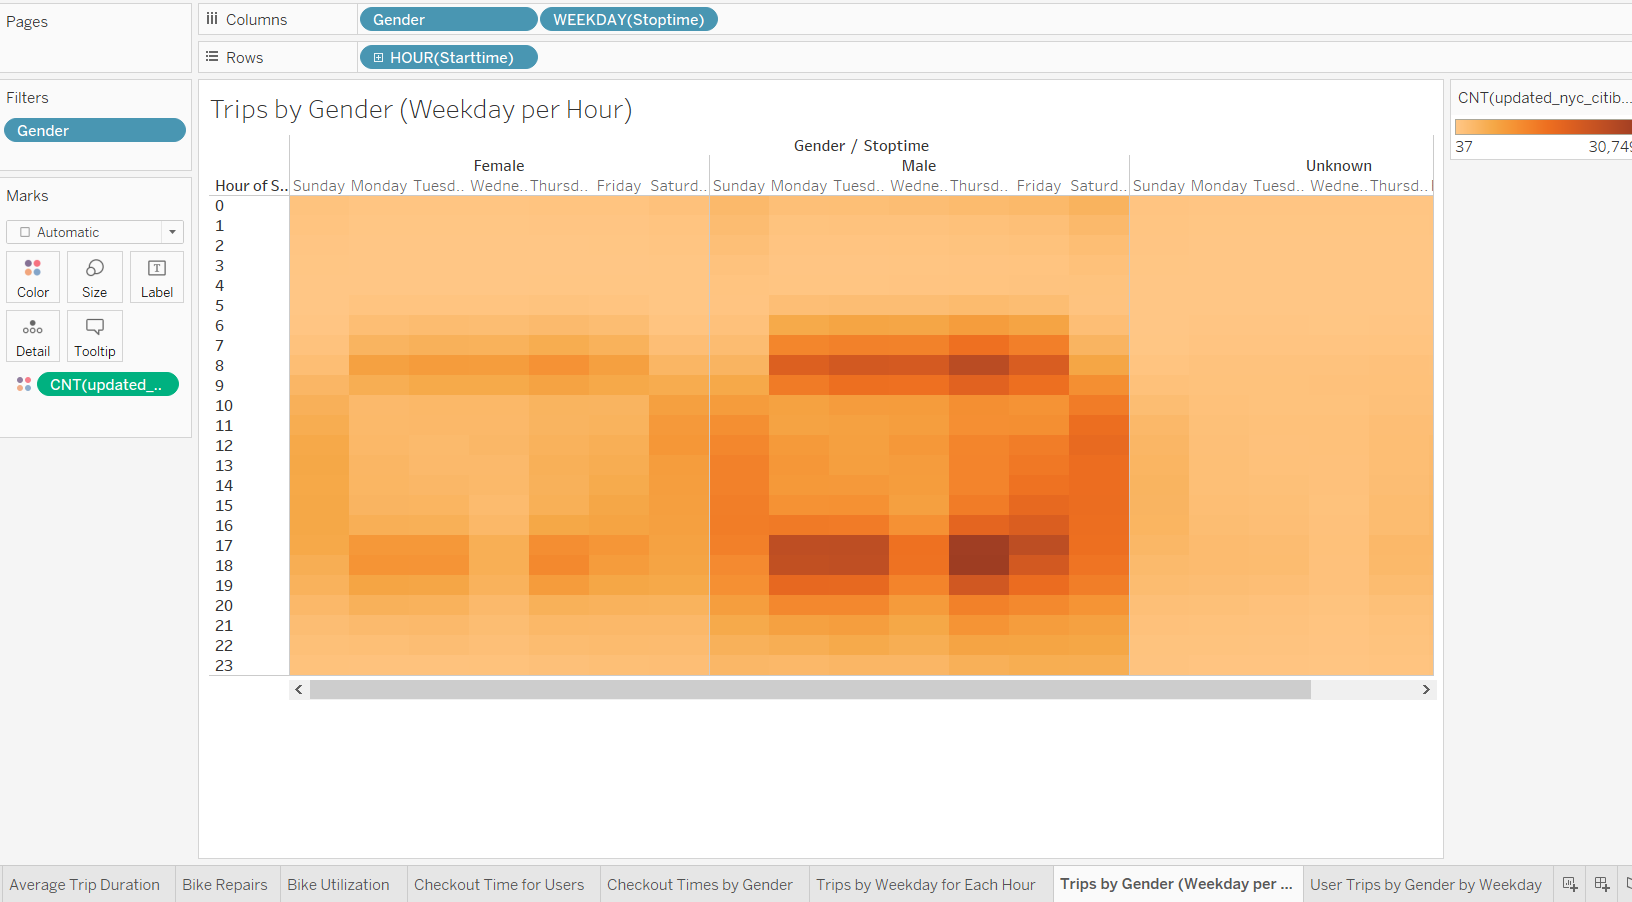 Pages
Columns
Gender
WEEKDAY(Stoptime)
Rows
HOUR(Starttime)
Filters
Gender
Marks
Automatic
Color
Size
Label
Detail
Tooltip
CNT(updated_..
Trips by Gender (Weekday per Hour)
Gender / Stoptime
Female Male Unknown
Hour of S.. Sunday Monday Tuesd.. Wedne.. Thursd.. Friday Saturd.. Sunday Monday Tuesd.. Wedne.. Thursd.. Friday Saturd.. Sunday Monday Tuesd.. Wedne.. Thursd..
0
1
2
3
4
5
6
7
8
9
10
11
12
13
14
15
16
17
18
19
20
21
22
23
CNT(updated_nyc_citib...
37 30,749
Average Trip Duration
Bike Repairs
Bike Utilization
Checkout Time for Users
Checkout Times by Gender
Trips by Weekday for Each Hour
Trips by Gender (Weekday per ...
User Trips by Gender by Weekday